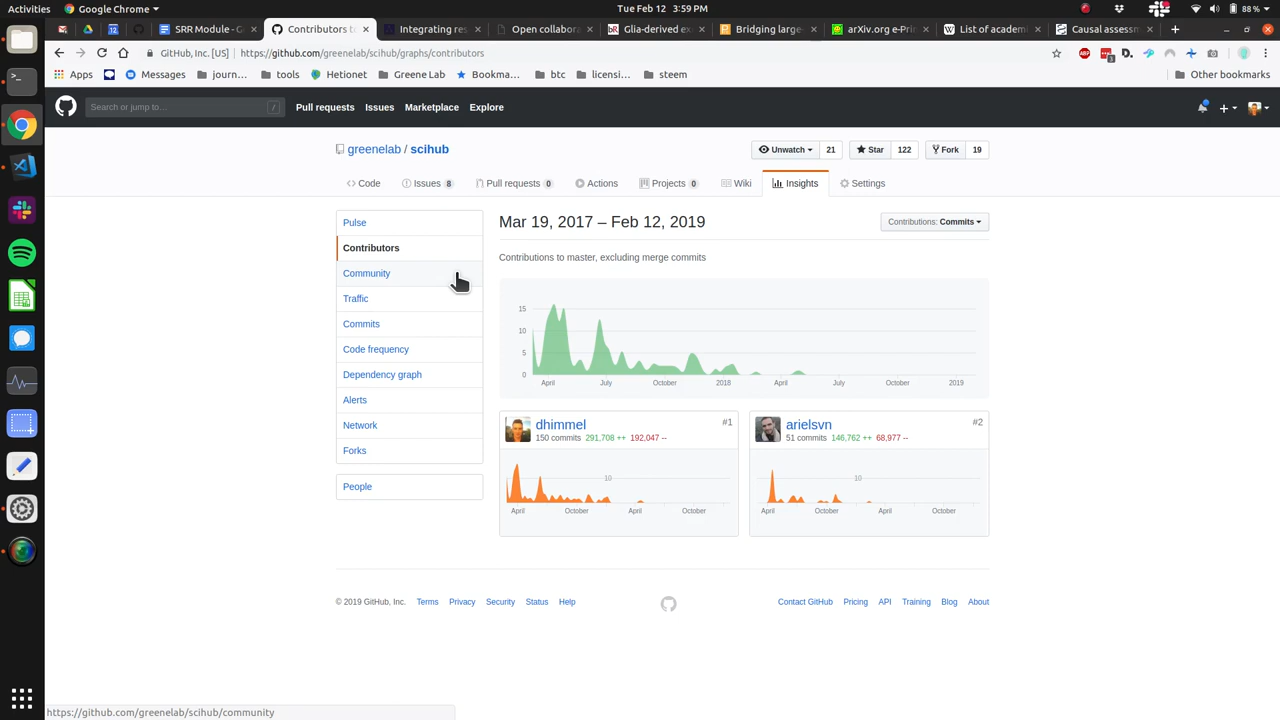 Activities Google Chrome Tue Feb 12 3:59 PM 88 %
SRR Module - G Contributors t Integrating res Open collabora Glia-derived ex Bridging large arXiv.org e-Pri List of academi Causal assessm
GitHub, Inc. [US] https://github.com/greenelab/scihub/graphs/contributors
Apps Messages journ... tools Hetionet Greene Lab Bookma... btc licensi... steem Other bookmarks
Search or jump to... / Pull requests Issues Marketplace Explore
greenelab / scihub Unwatch 21 Star 122 Fork 19
Code Issues 8 Pull requests 0 Actions Projects 0 Wiki Insights Settings
Pulse
Contributors
Community
Traffic
Commits
Code frequency
Dependency graph
Alerts
Network
Forks
People
Mar 19, 2017 – Feb 12, 2019 Contributions: Commits
Contributions to master, excluding merge commits
15
10
5
0
April July October 2018 April July October 2019
dhimmel #1
150 commits 291,708 ++ 192,047 --
10
April October April October
arielsvn #2
51 commits 146,762 ++ 68,977 --
10
April October April October
© 2019 GitHub, Inc. Terms Privacy Security Status Help Contact GitHub Pricing API Training Blog About
https://github.com/greenelab/scihub/community